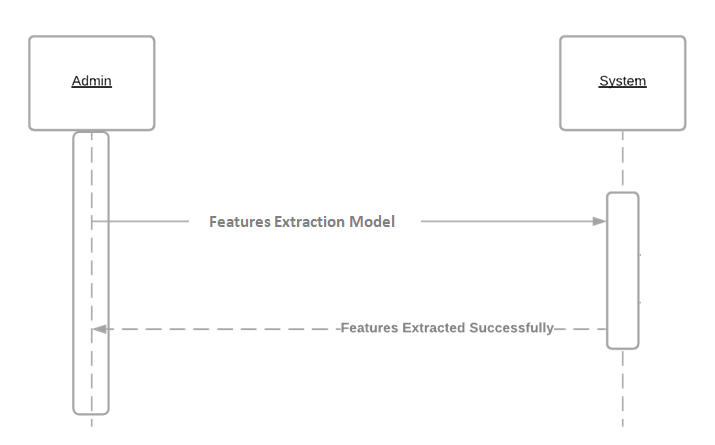 Admin
System
Features Extraction Model
Features Extracted Successfully